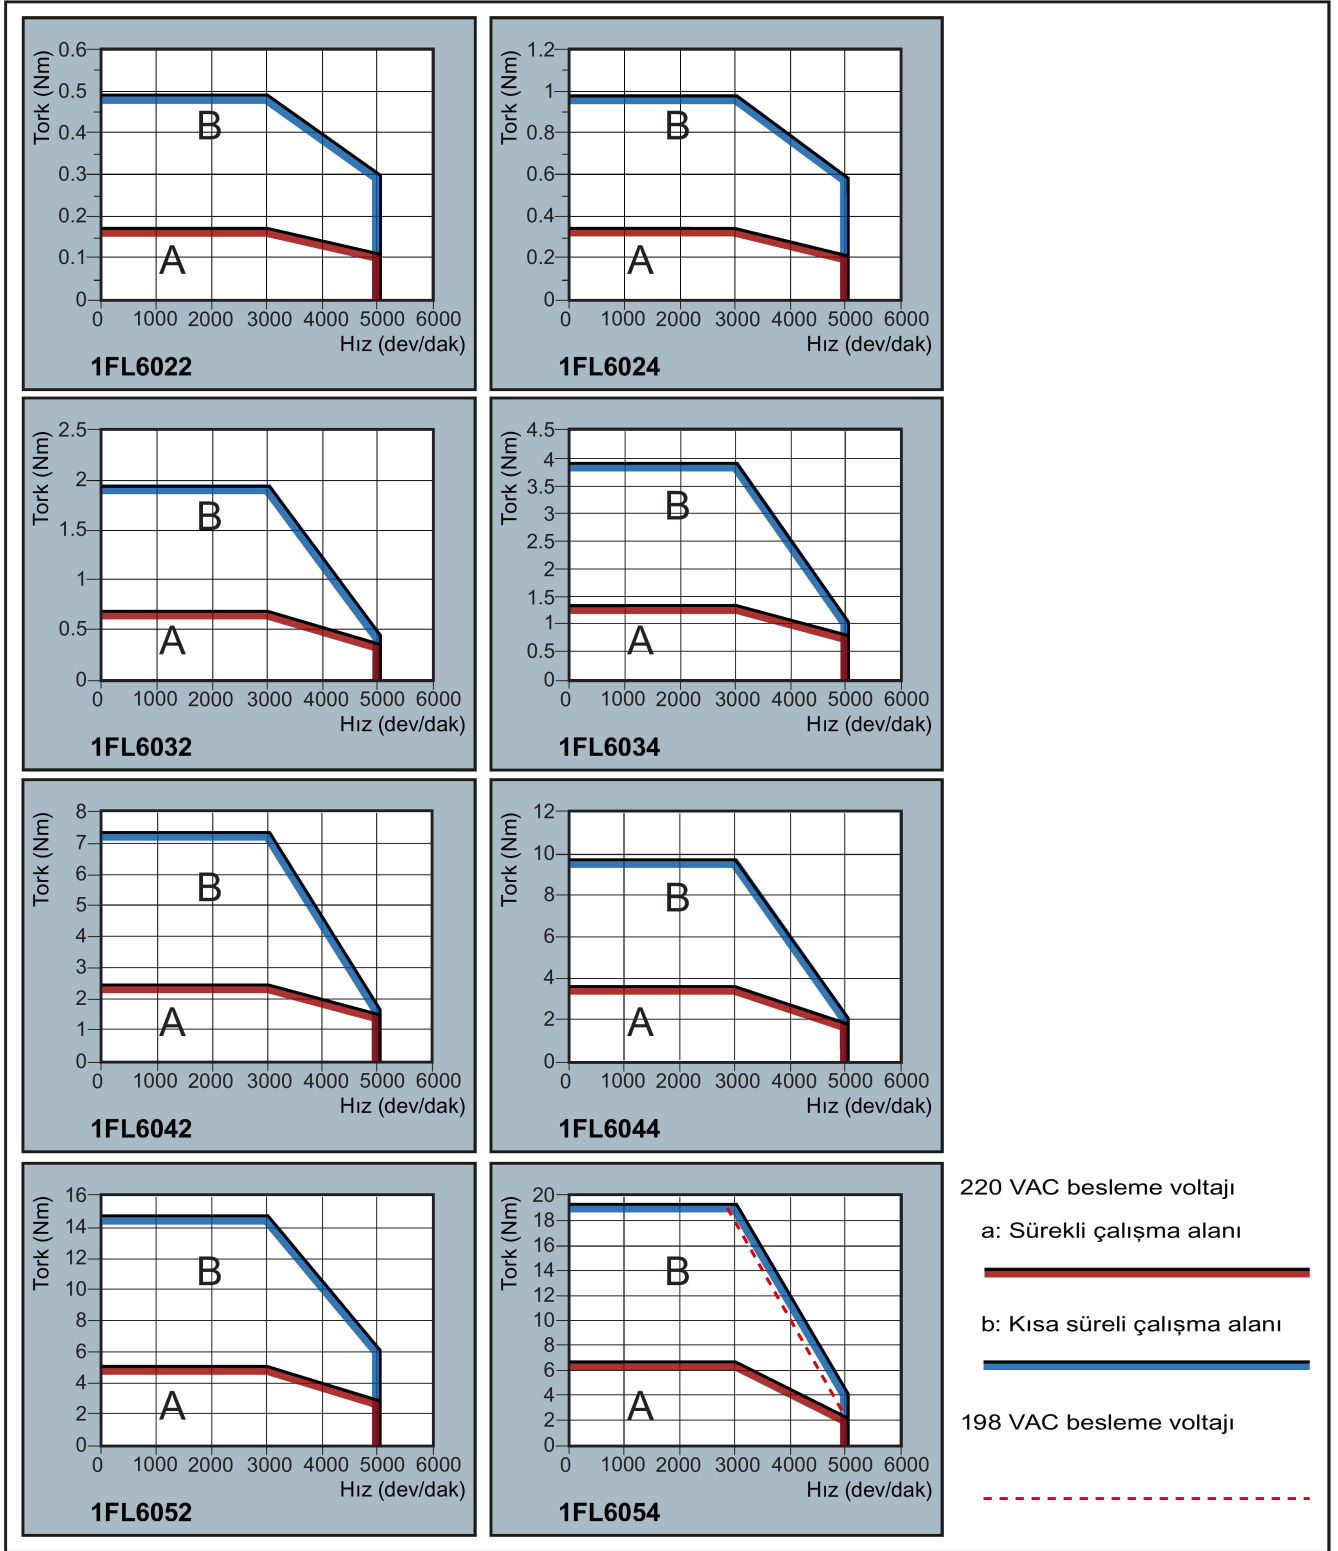 Tork (Nm)
0.6
0.5
0.4
0.3
0.2
0.1
0
B
A
0 1000 2000 3000 4000 5000 6000
Hız (dev/dak)
1FL6022
Tork (Nm)
1.2
1
0.8
0.6
0.4
0.2
0
B
A
0 1000 2000 3000 4000 5000 6000
Hız (dev/dak)
1FL6024
Tork (Nm)
2.5
2
1.5
1
0.5
0
B
A
0 1000 2000 3000 4000 5000 6000
Hız (dev/dak)
1FL6032
Tork (Nm)
4.5
4
3.5
3
2.5
2
1.5
1
0.5
0
B
A
0 1000 2000 3000 4000 5000 6000
Hız (dev/dak)
1FL6034
Tork (Nm)
8
7
6
5
4
3
2
1
0
B
A
0 1000 2000 3000 4000 5000 6000
Hız (dev/dak)
1FL6042
Tork (Nm)
12
10
8
6
4
2
0
B
A
0 1000 2000 3000 4000 5000 6000
Hız (dev/dak)
1FL6044
Tork (Nm)
16
14
12
10
8
6
4
2
0
B
A
0 1000 2000 3000 4000 5000 6000
Hız (dev/dak)
1FL6052
Tork (Nm)
20
18
16
14
12
10
8
6
4
2
0
B
A
0 1000 2000 3000 4000 5000 6000
Hız (dev/dak)
1FL6054
220 VAC besleme voltajı
a: Sürekli çalışma alanı
b: Kısa süreli çalışma alanı
198 VAC besleme voltajı